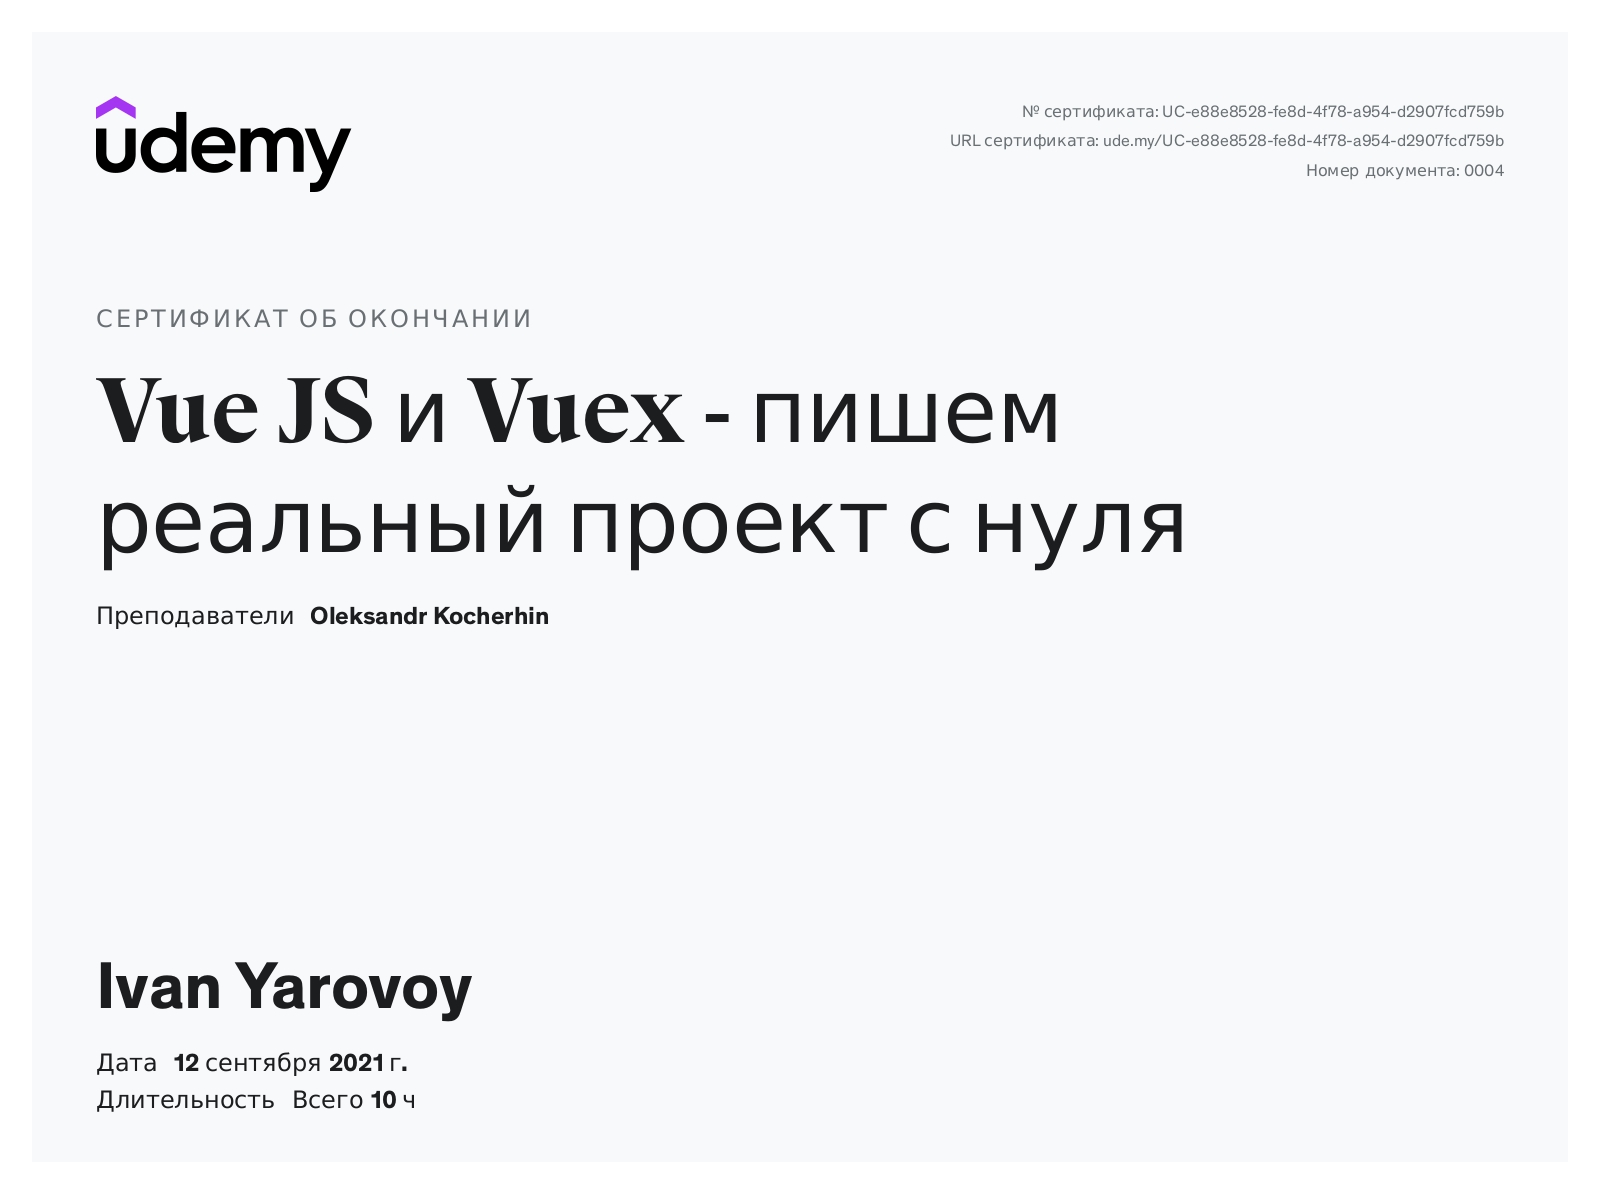 udemy
№ сертификата: UC-e88e8528-fe8d-4f78-a954-d2907fcd759b
URL сертификата: ude.my/UC-e88e8528-fe8d-4f78-a954-d2907fcd759b
Номер документа: 0004
СЕРТИФИКАТ ОБ ОКОНЧАНИИ
Vue JS и Vuex - пишем
реальный проект с нуля
Преподаватели Oleksandr Kocherhin
Ivan Yarovoy
Дата 12 сентября 2021 г.
Длительность Всего 10 ч